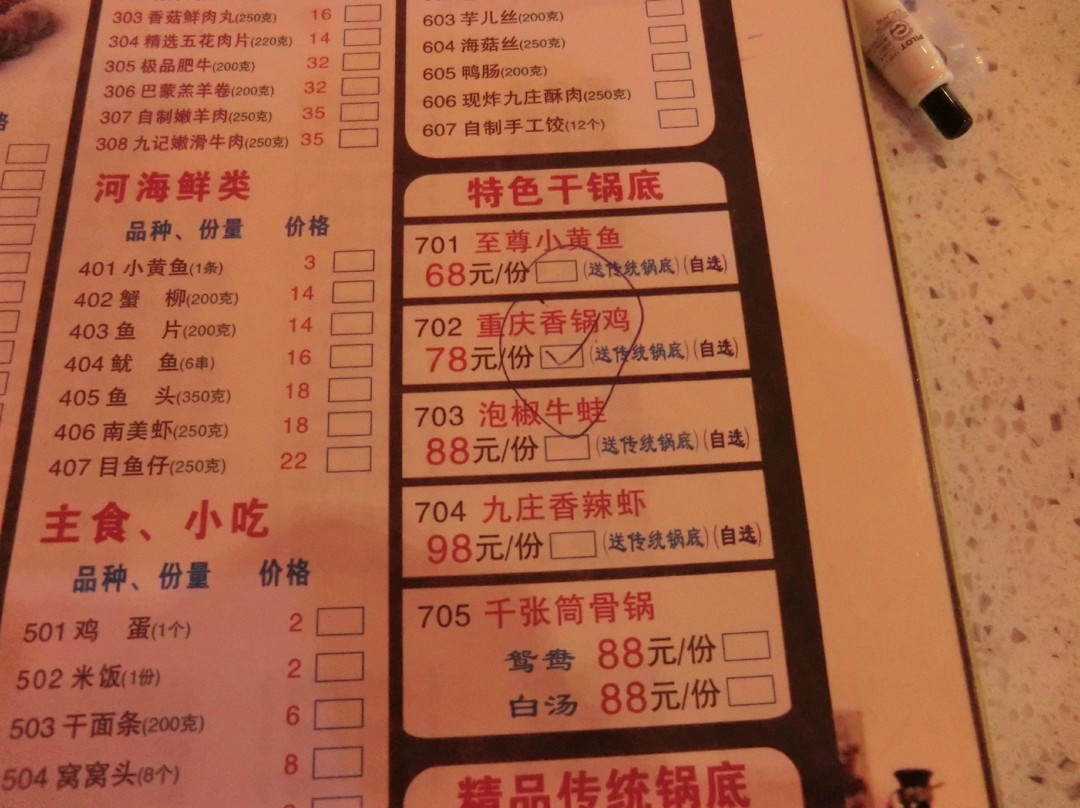 格
303 香菇鲜肉丸(250克) 16
304 精选五花肉片(220克) 14
305 极品肥牛(200克) 32
306 巴蒙羔羊卷(200克) 32
307 自制嫩羊肉(250克) 35
308 九记嫩滑牛肉(250克) 35
河海鲜类
品种、份量 价格
401 小黄鱼(1条) 3
402 蟹 柳(200克) 14
403 鱼 片(200克) 14
404 鱿 鱼(6串) 16
405 鱼 头(350克) 18
406 南美虾(250克) 18
407 目鱼仔(250克) 22
主食、小吃
品种、份量 价格
501 鸡 蛋(1个) 2
502 米饭(1份) 2
503 干面条(200克) 6
504 窝窝头(8个) 8
603 芋儿丝(200克)
604 海菇丝(250克)
605 鸭肠(200克)
606 现炸九庄酥肉(250克)
607 自制手工饺(12个)
特色干锅底
701 至尊小黄鱼
68元/份 (送传统锅底)(自选)
702 重庆香锅鸡
78元/份 (送传统锅底)(自选)
703 泡椒牛蛙
88元/份 (送传统锅底)(自选)
704 九庄香辣虾
98元/份 (送传统锅底)(自选)
705 千张筒骨锅
鸳鸯 88元/份
白汤 88元/份
精品传统锅底
PILOT